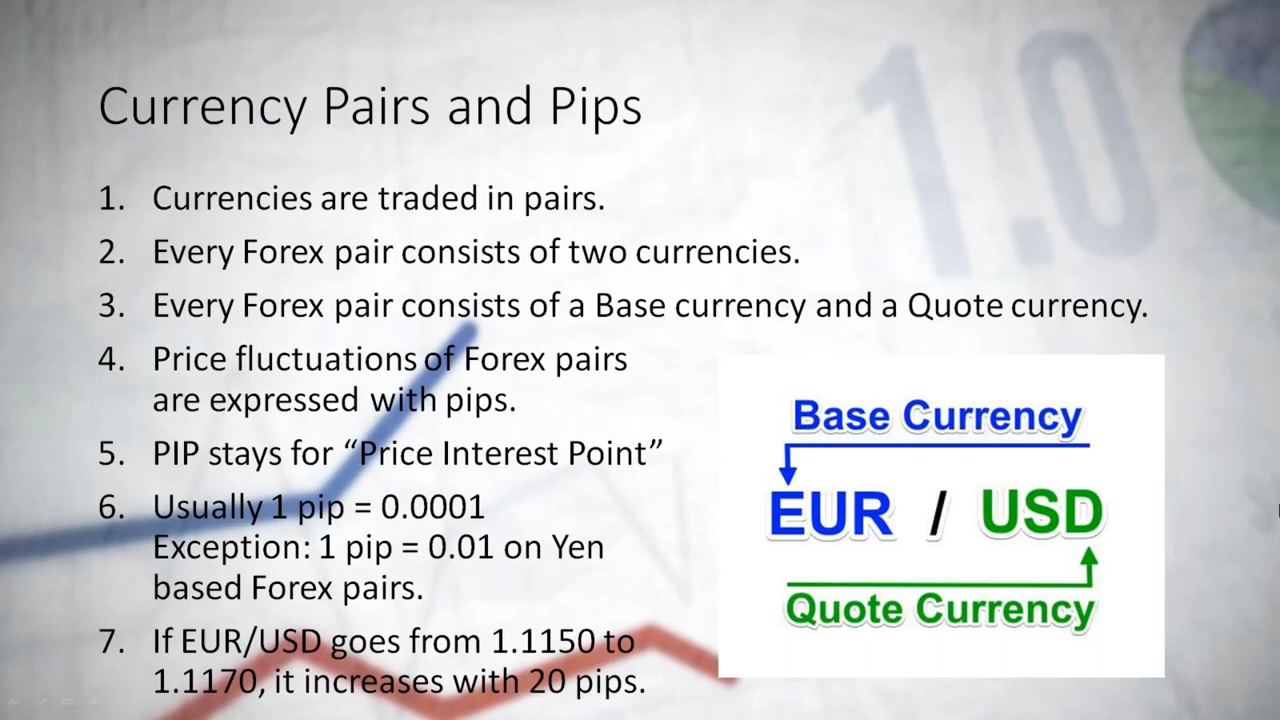 1.0
Currency Pairs and Pips
1. Currencies are traded in pairs.
2. Every Forex pair consists of two currencies.
3. Every Forex pair consists of a Base currency and a Quote currency.
4. Price fluctuations of Forex pairs
are expressed with pips.
5. PIP stays for “Price Interest Point”
6. Usually 1 pip = 0.0001
Exception: 1 pip = 0.01 on Yen
based Forex pairs.
7. If EUR/USD goes from 1.1150 to
1.1170, it increases with 20 pips.
Base Currency
EUR / USD
Quote Currency